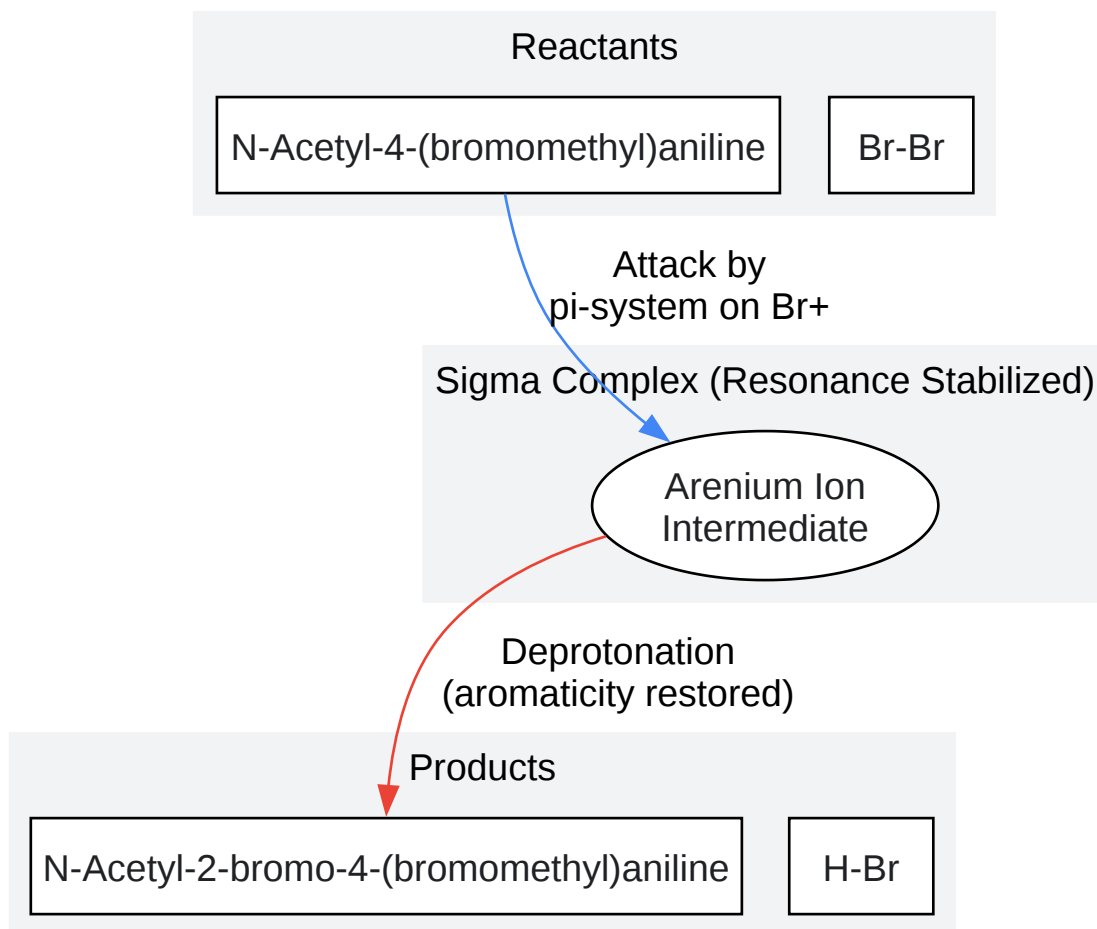 Reactants
N-Acetyl-4-(bromomethyl)aniline
Br-Br
Attack by
pi-system on Br+
Sigma Complex (Resonance Stabilized)
Arenium Ion
Intermediate
Deprotonation
(aromaticity restored)
Products
N-Acetyl-2-bromo-4-(bromomethyl)aniline
H-Br